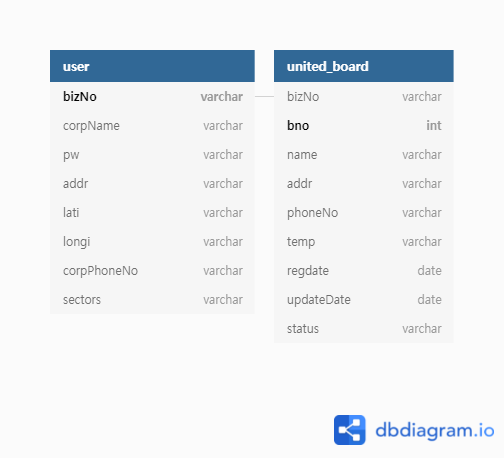 user
bizNo varchar
corpName varchar
pw varchar
addr varchar
lati varchar
longi varchar
corpPhoneNo varchar
sectors varchar
united_board
bizNo varchar
bno int
name varchar
addr varchar
phoneNo varchar
temp varchar
regdate date
updateDate date
status varchar
dbdiagram.io